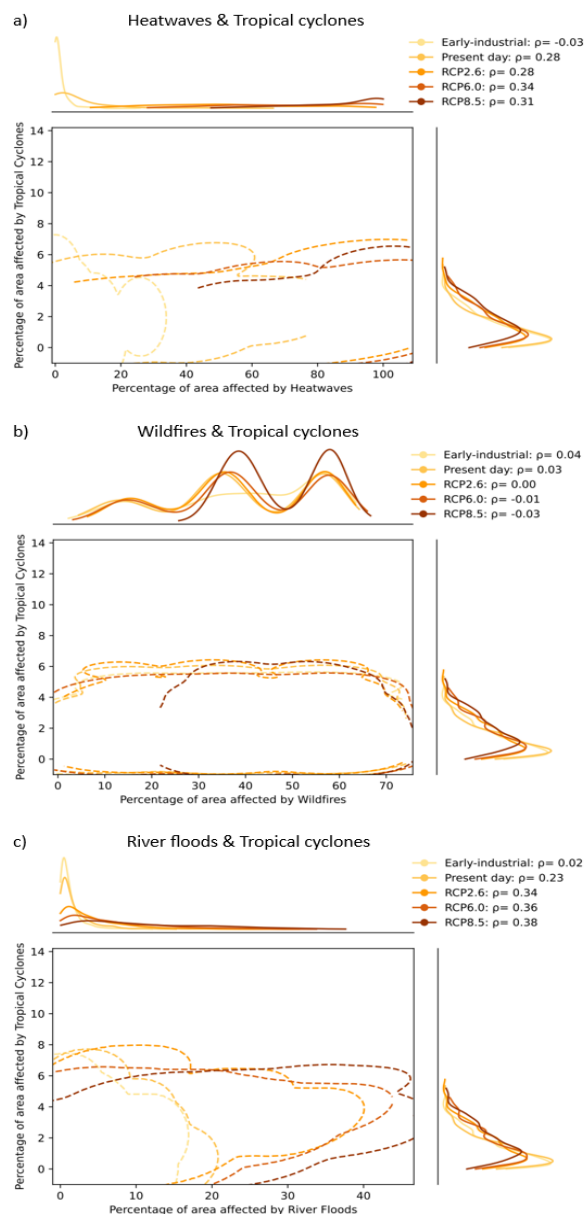 a)
Heatwaves & Tropical cyclones
Early-industrial: ρ= -0.03
Present day: ρ= 0.28
RCP2.6: ρ= 0.28
RCP6.0: ρ= 0.34
RCP8.5: ρ= 0.31
Percentage of area affected by Tropical Cyclones
14
12
10
8
6
4
2
0
0 20 40 60 80 100
Percentage of area affected by Heatwaves
b)
Wildfires & Tropical cyclones
Early-industrial: ρ= 0.04
Present day: ρ= 0.03
RCP2.6: ρ= 0.00
RCP6.0: ρ= -0.01
RCP8.5: ρ= -0.03
Percentage of area affected by Tropical Cyclones
14
12
10
8
6
4
2
0
0 10 20 30 40 50 60 70
Percentage of area affected by Wildfires
c)
River floods & Tropical cyclones
Early-industrial: ρ= 0.02
Present day: ρ= 0.23
RCP2.6: ρ= 0.34
RCP6.0: ρ= 0.36
RCP8.5: ρ= 0.38
Percentage of area affected by Tropical Cyclones
14
12
10
8
6
4
2
0
0 10 20 30 40
Percentage of area affected by River Floods